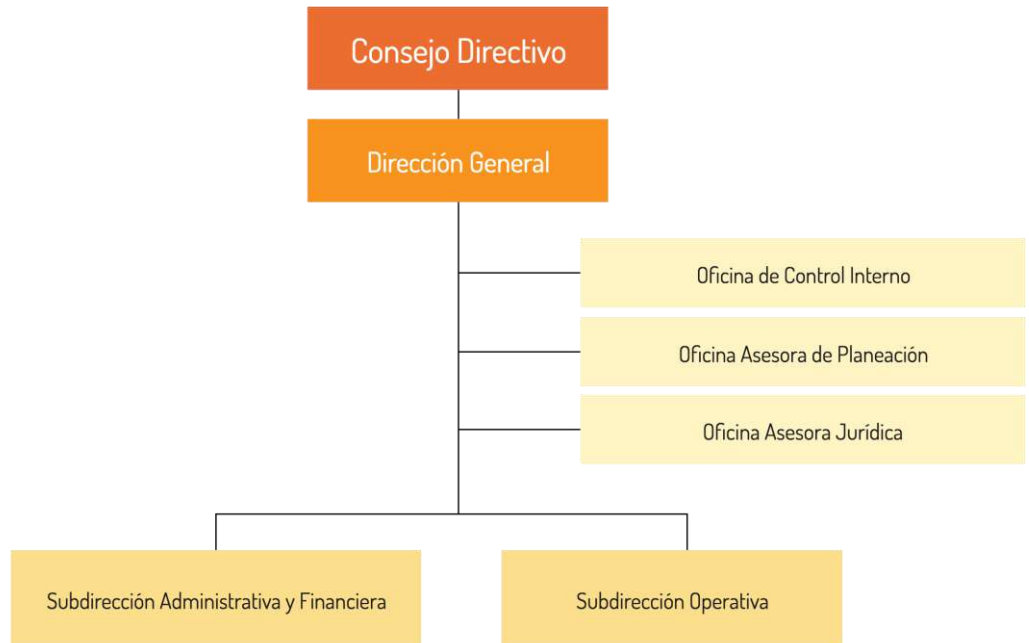 Consejo Directivo
Dirección General
Oficina de Control Interno
Oficina Asesora de Planeación
Oficina Asesora Jurídica
Subdirección Administrativa y Financiera
Subdirección Operativa